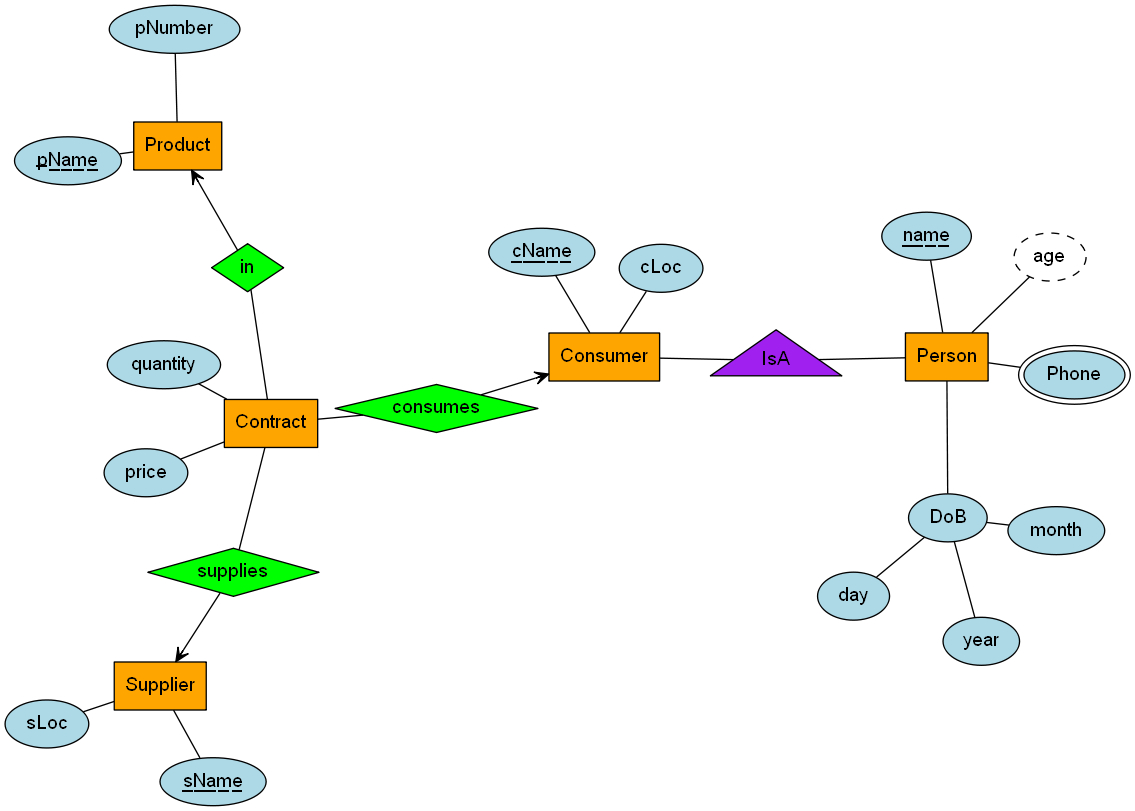 pNumber
Product
pName
in
quantity
Contract
price
consumes
supplies
Supplier
sLoc
sName
cName
cLoc
Consumer
IsA
name
age
Person
Phone
DoB
month
day
year